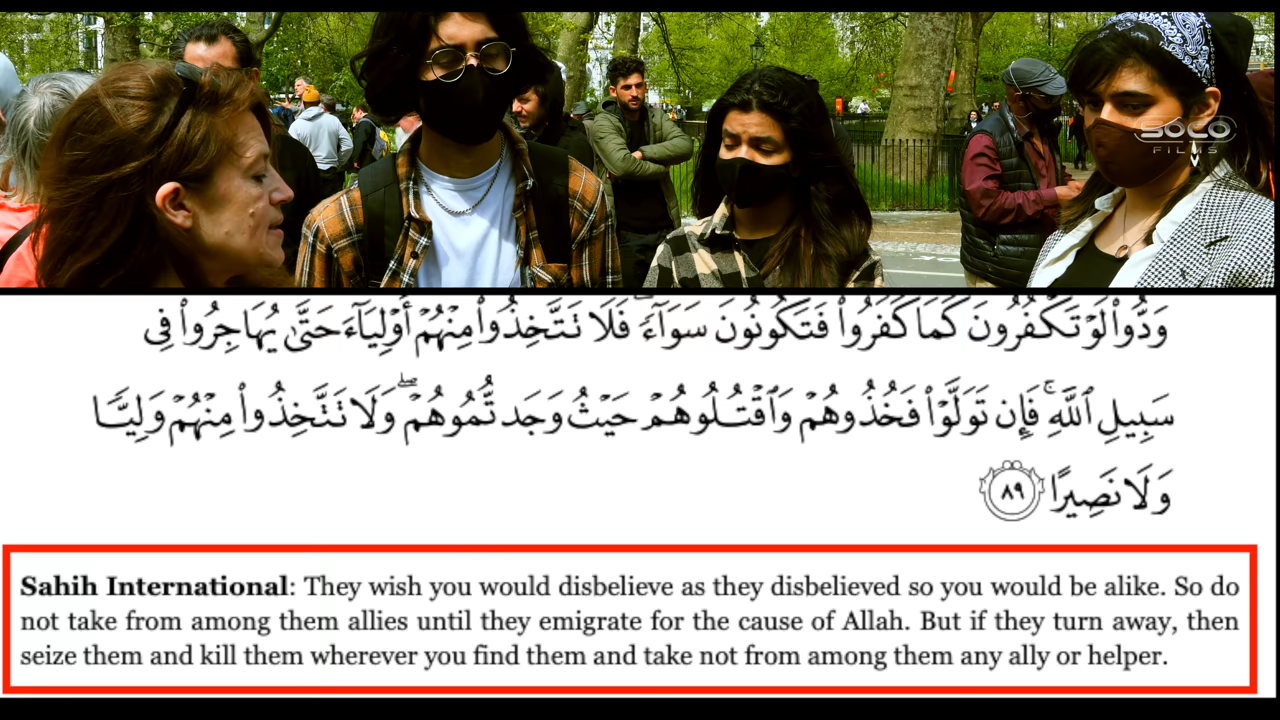 SOCO
FILMS
وَدُّوا۟ لَوْ تَكْفُرُونَ كَمَا كَفَرُوا۟ فَتَكُونُونَ سَوَآءً ۖ فَلَا تَتَّخِذُوا۟ مِنْهُمْ أَوْلِيَآءَ حَتَّىٰ يُهَاجِرُوا۟ فِى
سَبِيلِ ٱللَّهِ ۚ فَإِن تَوَلَّوْا۟ فَخُذُوهُمْ وَٱقْتُلُوهُمْ حَيْثُ وَجَدتُّمُوهُمْ ۖ وَلَا تَتَّخِذُوا۟ مِنْهُمْ وَلِيًّا
وَلَا نَصِيرًا ٨٩
Sahih International: They wish you would disbelieve as they disbelieved so you would be alike. So do
not take from among them allies until they emigrate for the cause of Allah. But if they turn away, then
seize them and kill them wherever you find them and take not from among them any ally or helper.